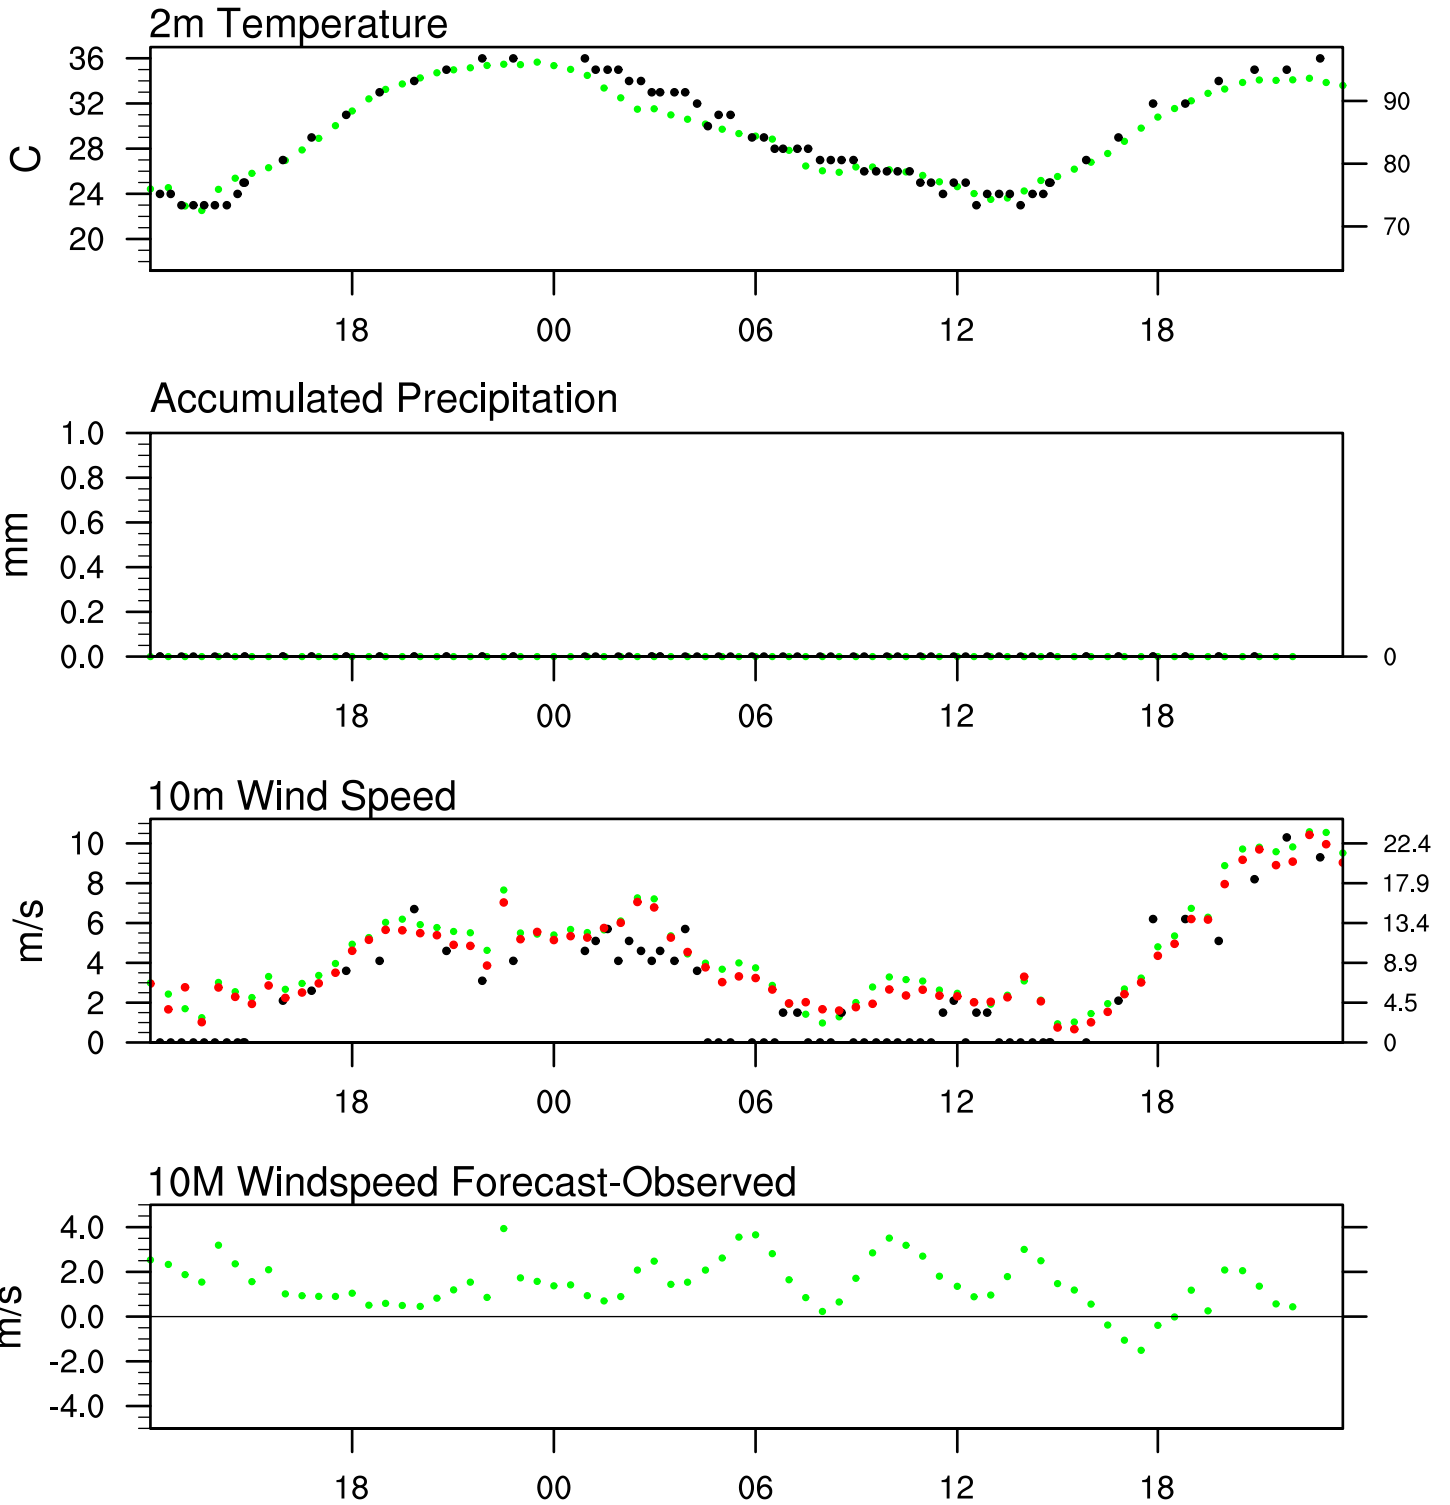 2m Temperature
36
32
28
24
20
C
90
80
70
18 00 06 12 18
Accumulated Precipitation
1.0
0.8
0.6
0.4
0.2
0.0
mm
0
18 00 06 12 18
10m Wind Speed
10
8
6
4
2
0
m/s
22.4
17.9
13.4
8.9
4.5
0
18 00 06 12 18
10M Windspeed Forecast-Observed
4.0
2.0
0.0
-2.0
-4.0
m/s
18 00 06 12 18